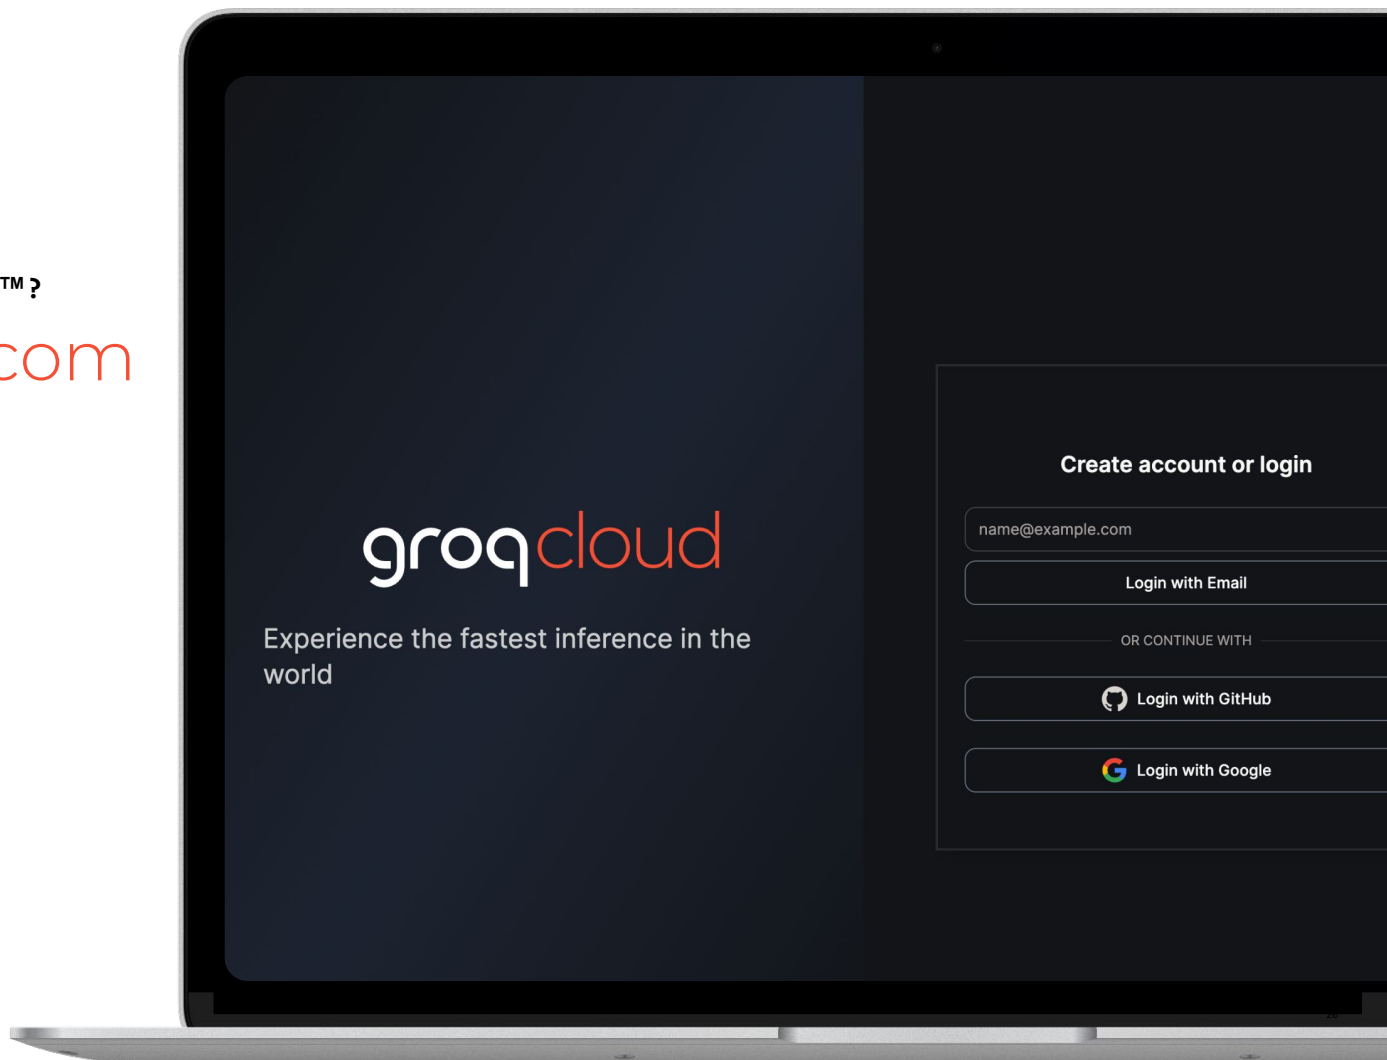 ™?
com
groqcloud
Experience the fastest inference in the
world
Create account or login
name@example.com
Login with Email
OR CONTINUE WITH
Login with GitHub
Login with Google